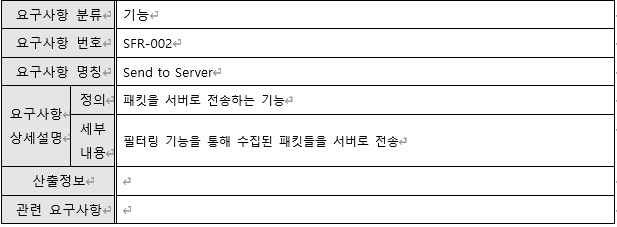 요구사항 분류 기능
요구사항 번호 SFR-002
요구사항 명칭 Send to Server
요구사항 상세설명 정의 패킷을 서버로 전송하는 기능
세부 내용 필터링 기능을 통해 수집된 패킷들을 서버로 전송
산출정보
관련 요구사항